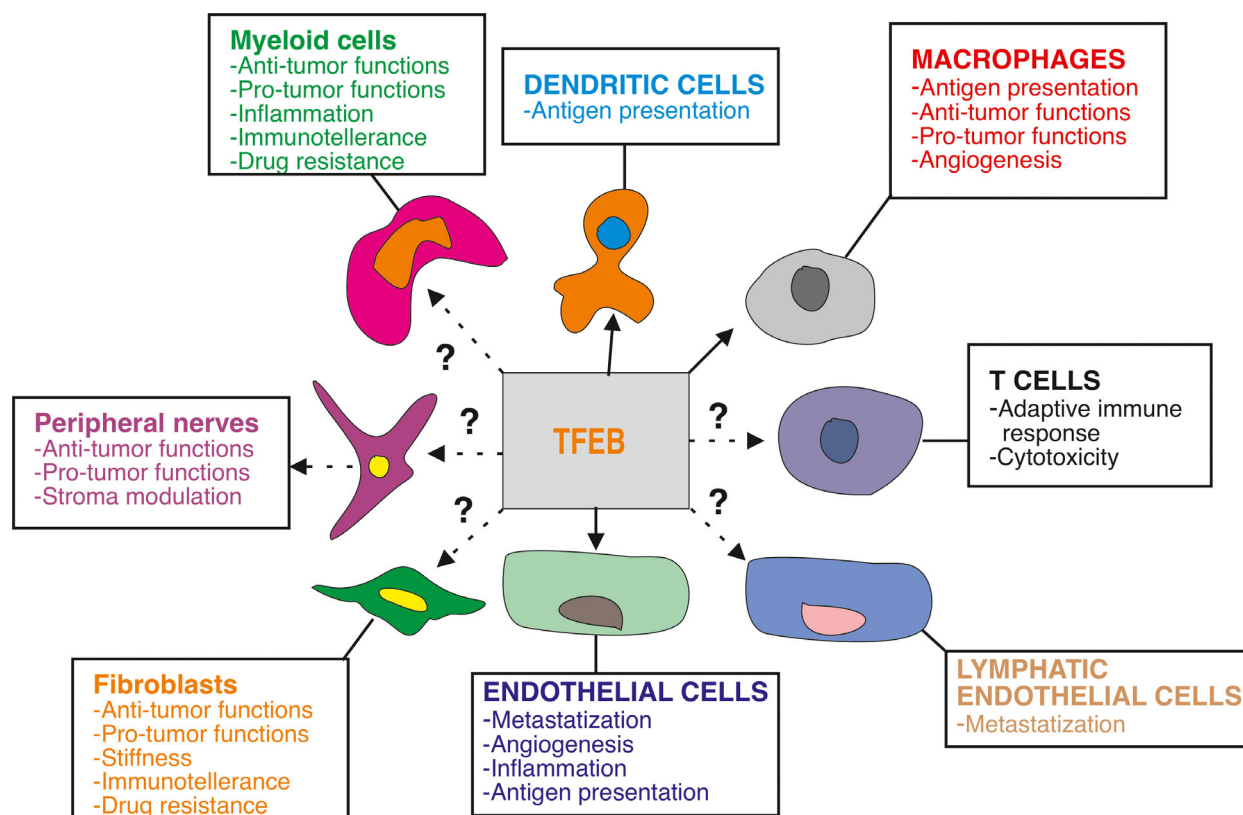 Myeloid cells
-Anti-tumor functions
-Pro-tumor functions
-Inflammation
-Immunotellerance
-Drug resistance
DENDRITIC CELLS
-Antigen presentation
MACROPHAGES
-Antigen presentation
-Anti-tumor functions
-Pro-tumor functions
-Angiogenesis
?
Peripheral nerves
-Anti-tumor functions
-Pro-tumor functions
-Stroma modulation
?
TFEB
?
T CELLS
-Adaptive immune
response
-Cytotoxicity
?
?
Fibroblasts
-Anti-tumor functions
-Pro-tumor functions
-Stiffness
-Immunotellerance
-Drug resistance
ENDOTHELIAL CELLS
-Metastatization
-Angiogenesis
-Inflammation
-Antigen presentation
LYMPHATIC
ENDOTHELIAL CELLS
-Metastatization